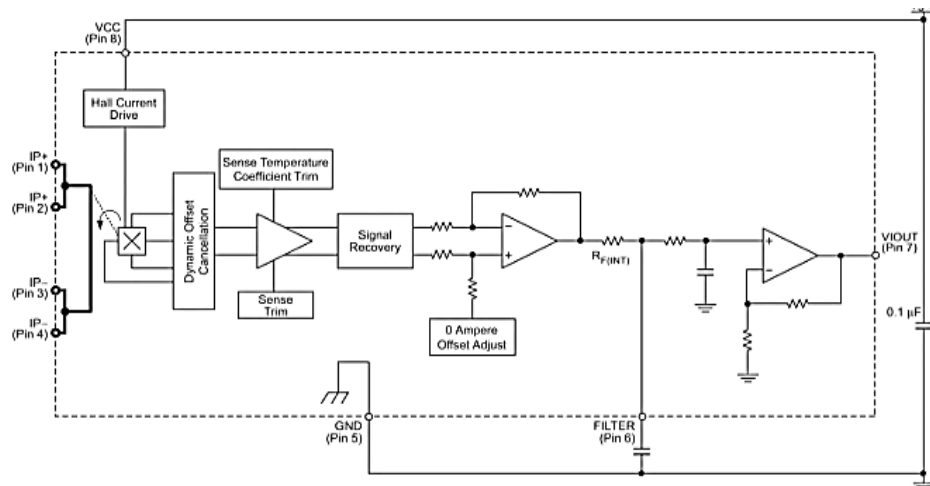 VCC
(Pin 8)
Hall Current
Drive
IP+
(Pin 1)
IP+
(Pin 2)
IP−
(Pin 3)
IP−
(Pin 4)
Dynamic Offset
Cancellation
Sense Temperature
Coefficient Trim
Sense
Trim
Signal
Recovery
0 Ampere
Offset Adjust
RF(INT)
VIOUT
(Pin 7)
0.1 µF
GND
(Pin 5)
FILTER
(Pin 6)